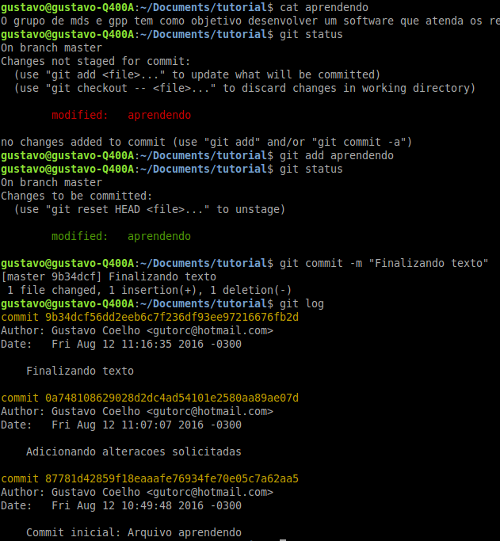 gustavo@gustavo-Q400A:~/Documents/tutorial$ cat aprendendo
O grupo de mds e gpp tem como objetivo desenvolver um software que atenda os re
gustavo@gustavo-Q400A:~/Documents/tutorial$ git status
On branch master
Changes not staged for commit:
  (use "git add <file>..." to update what will be committed)
  (use "git checkout -- <file>..." to discard changes in working directory)
        modified:   aprendendo
no changes added to commit (use "git add" and/or "git commit -a")
gustavo@gustavo-Q400A:~/Documents/tutorial$ git add aprendendo
gustavo@gustavo-Q400A:~/Documents/tutorial$ git status
On branch master
Changes to be committed:
  (use "git reset HEAD <file>..." to unstage)
        modified:   aprendendo
gustavo@gustavo-Q400A:~/Documents/tutorial$ git commit -m "Finalizando texto"
[master 9b34dcf] Finalizando texto
 1 file changed, 1 insertion(+), 1 deletion(-)
gustavo@gustavo-Q400A:~/Documents/tutorial$ git log
commit 9b34dcf56dd2eeb6c7f236df93ee97216676fb2d
Author: Gustavo Coelho <gutorc@hotmail.com>
Date:   Fri Aug 12 11:16:35 2016 -0300
    Finalizando texto
commit 0a748108629028d2dc4ad54101e2580aa89ae07d
Author: Gustavo Coelho <gutorc@hotmail.com>
Date:   Fri Aug 12 11:07:07 2016 -0300
    Adicionando alteracoes solicitadas
commit 87781d42859f18eaaafe76934fe70e05c7a62aa5
Author: Gustavo Coelho <gutorc@hotmail.com>
Date:   Fri Aug 12 10:49:48 2016 -0300
    Commit inicial: Arquivo aprendendo